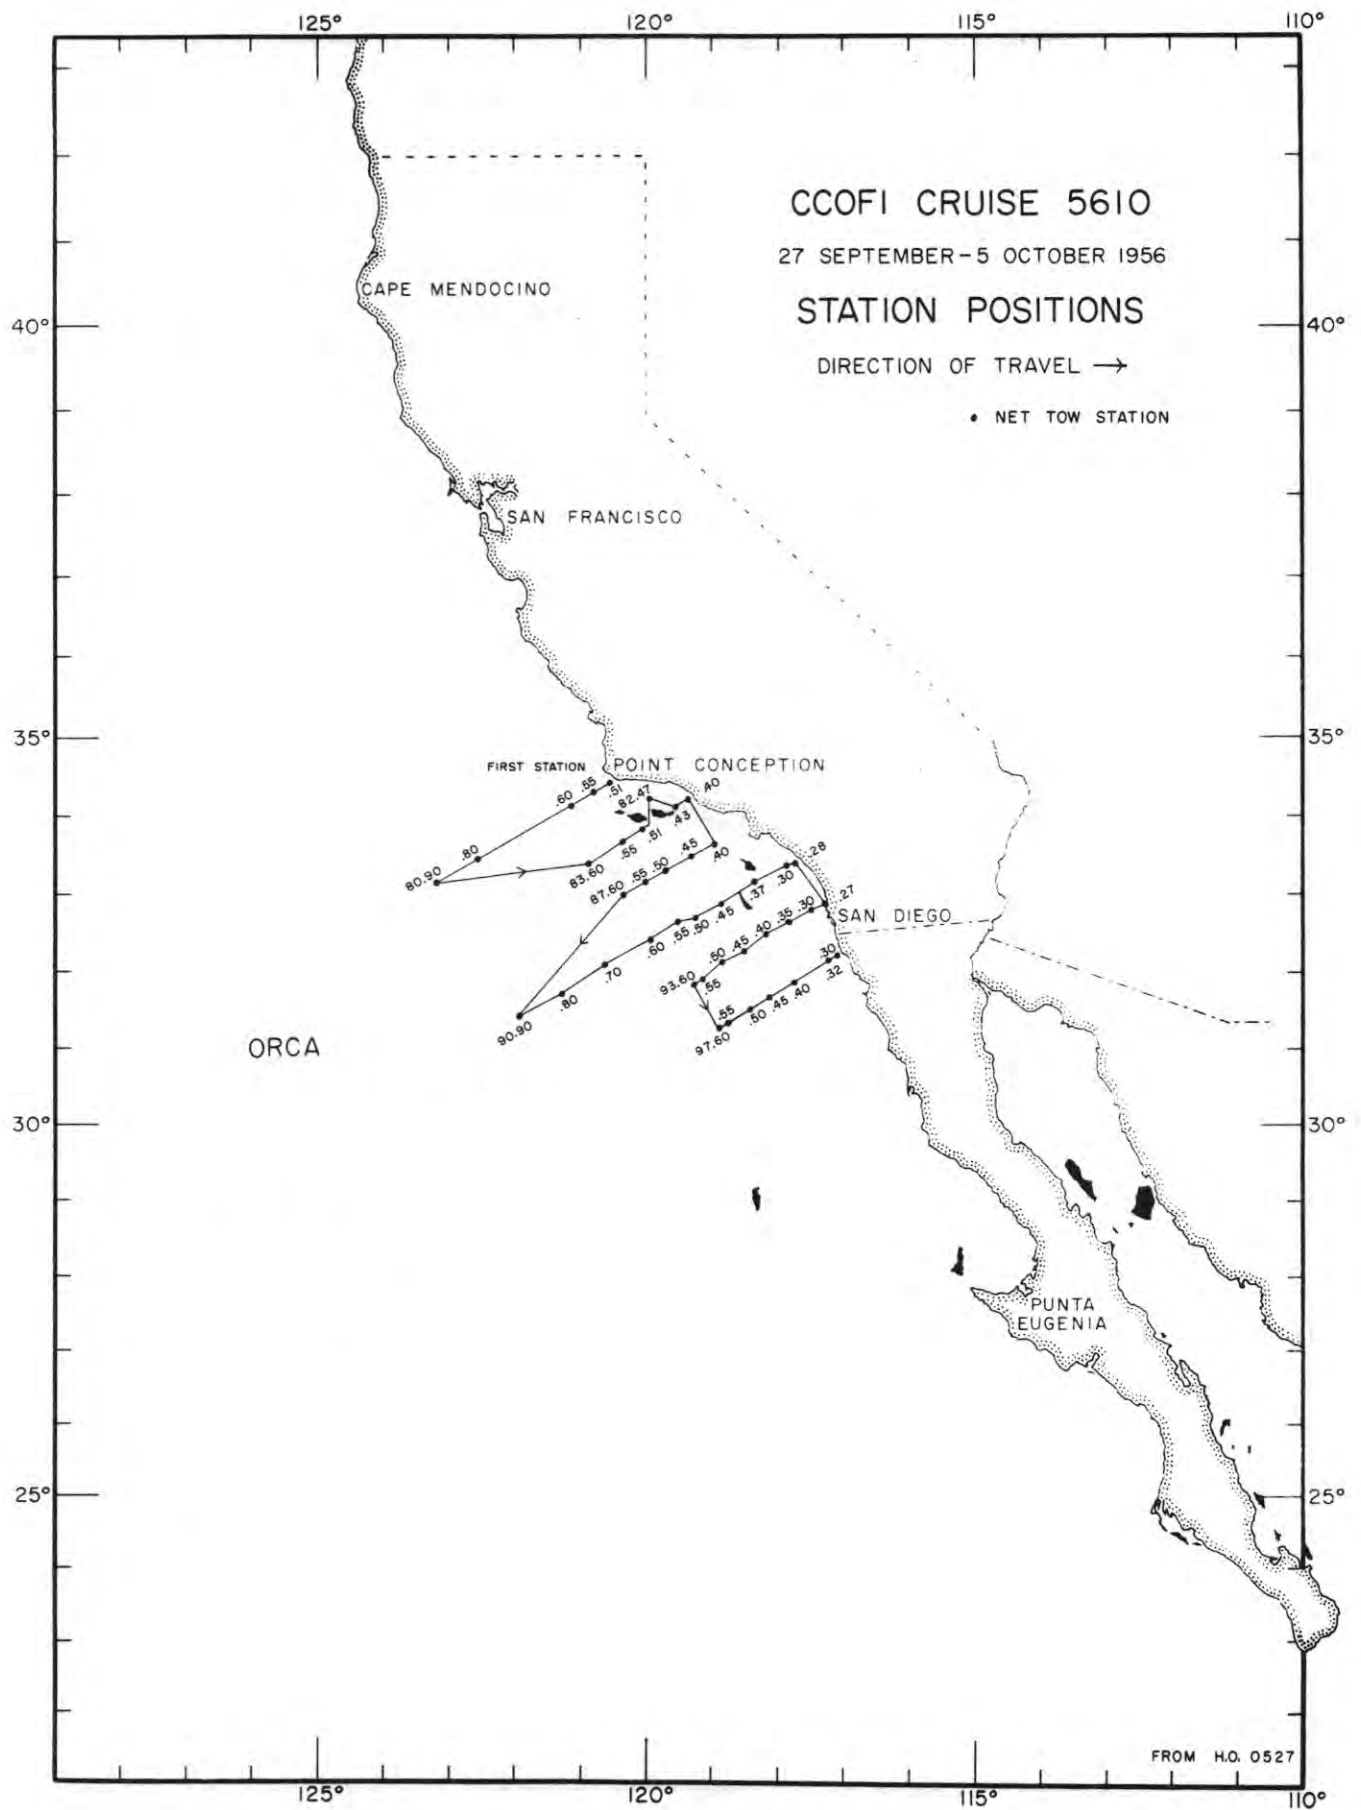 125° 120° 115° 110°
CCOFI CRUISE 5610
27 SEPTEMBER-5 OCTOBER 1956
STATION POSITIONS
DIRECTION OF TRAVEL →
• NET TOW STATION
CAPE MENDOCINO
40° 40°
SAN FRANCISCO
35° 35°
FIRST STATION
POINT CONCEPTION
.60 .55 .51
80.90 .80
82.47 .43 .40
83.60 .55 .51
87.60 .55 .50 .45 .40
90.90 .80 .70 .60 .55 .50 .45 .37 .30 .28
SAN DIEGO
93.60 .55 .50 .45 .40 .35 .30 .27
97.60 .55 .50 .45 .40 .32 .30
ORCA
30° 30°
PUNTA
EUGENIA
25° 25°
FROM H.O. 0527
125° 120° 115° 110°